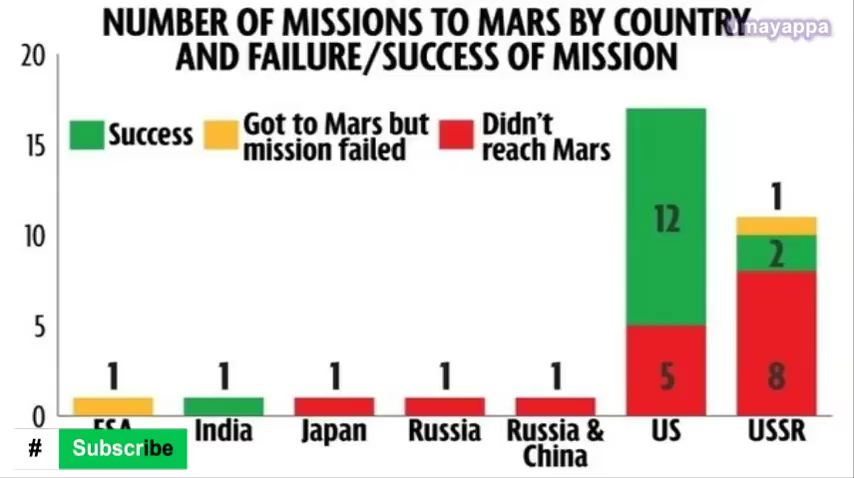 NUMBER OF MISSIONS TO MARS BY COUNTRY
AND FAILURE/SUCCESS OF MISSION
umayappa
20
15
10
5
0
Success
Got to Mars but
mission failed
Didn't
reach Mars
1
1
1
1
1
12
5
1
2
8
ESA
India
Japan
Russia
Russia &
China
US
USSR
# Subscribe